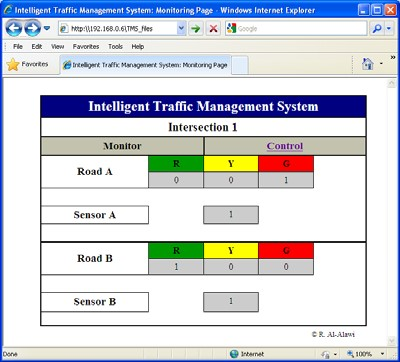 Intelligent Traffic Management System: Monitoring Page - Windows Internet Explorer
http://192.168.0.6/TMS_files
Google
File Edit View Favorites Tools Help
Favorites Intelligent Traffic Management System: Monitoring Page
Intelligent Traffic Management System
Intersection 1
Monitor Control
Road A R Y G
0 0 1
Sensor A 1
Road B R Y G
1 0 0
Sensor B 1
© R. Al-Alawi
Done Internet 100%